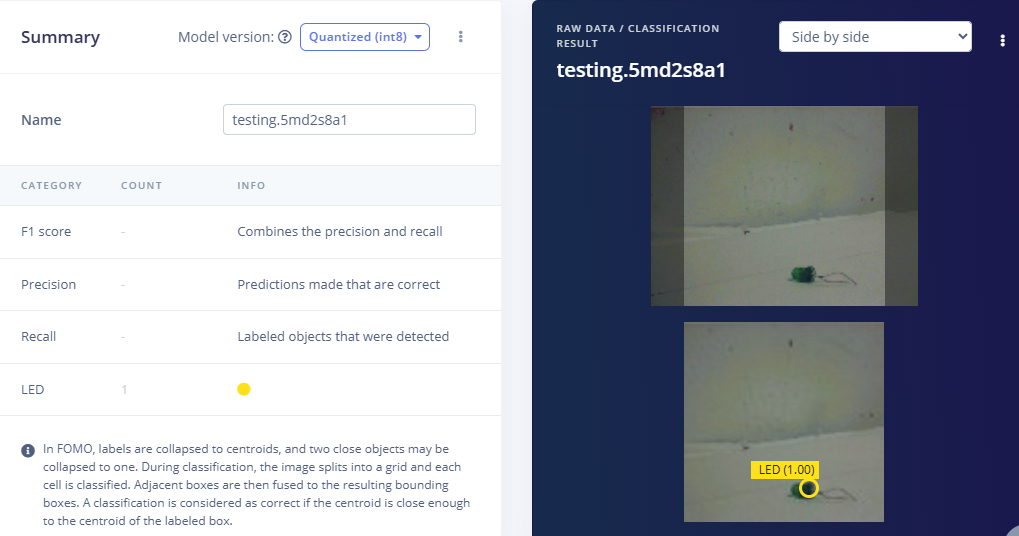 Summary
Model version: Quantized (int8)
Name
testing.5md2s8a1
CATEGORY COUNT INFO
F1 score - Combines the precision and recall
Precision - Predictions made that are correct
Recall - Labeled objects that were detected
LED 1
In FOMO, labels are collapsed to centroids, and two close objects may be
collapsed to one. During classification, the image splits into a grid and each
cell is classified. Adjacent boxes are then fused to the resulting bounding
boxes. A classification is considered as correct if the centroid is close enough
to the centroid of the labeled box.
RAW DATA / CLASSIFICATION
RESULT
Side by side
testing.5md2s8a1
LED (1.00)